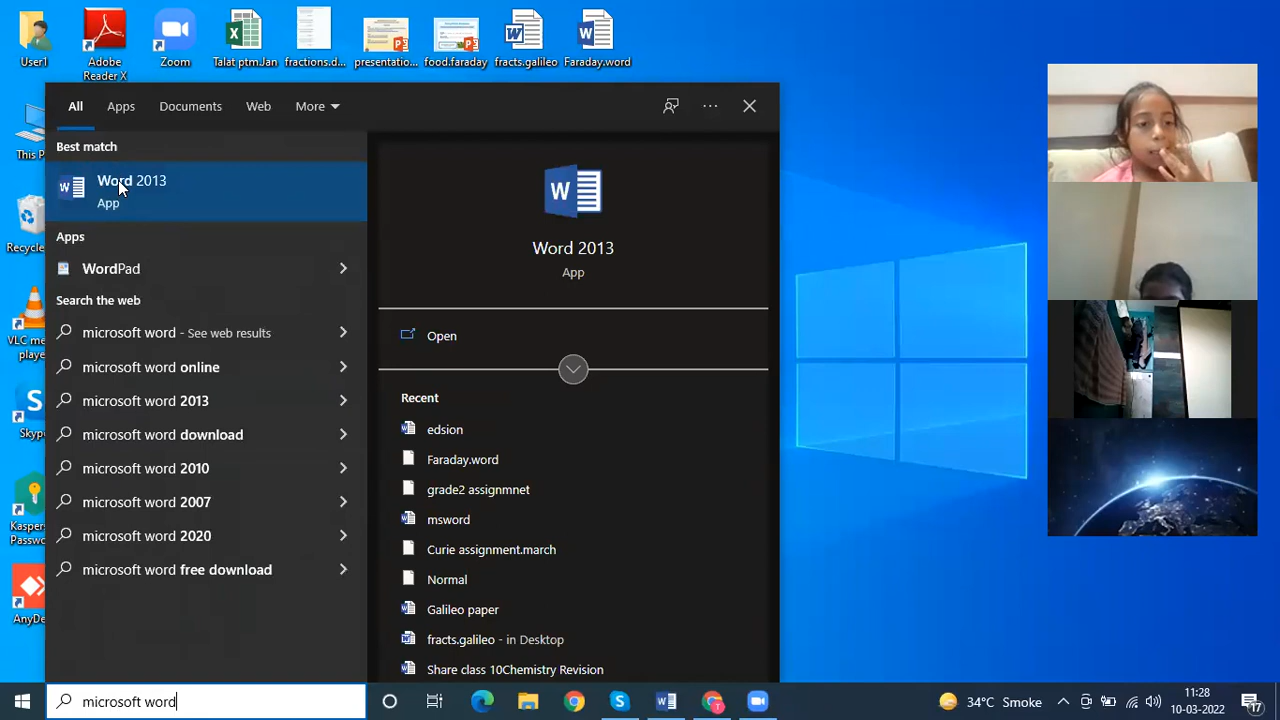 User1
Adobe Reader X
Zoom
Talat ptm.Jan
fractions.d...
presentatio...
food.faraday
fracts.galileo
Faraday.word
All
Apps
Documents
Web
More
This P
Best match
Word 2013
App
Apps
WordPad
Search the web
microsoft word - See web results
microsoft word online
microsoft word 2013
microsoft word download
microsoft word 2010
microsoft word 2007
microsoft word 2020
microsoft word free download
Recycle
VLC me
player
Skyp
Kaspers
Passwo
AnyDe
Word 2013
App
Open
Recent
edsion
Faraday.word
grade2 assignmnet
msword
Curie assignment.march
Normal
Galileo paper
fracts.galileo - in Desktop
Share class 10Chemistry Revision
microsoft word
34°C Smoke
11:28
10-03-2022
17